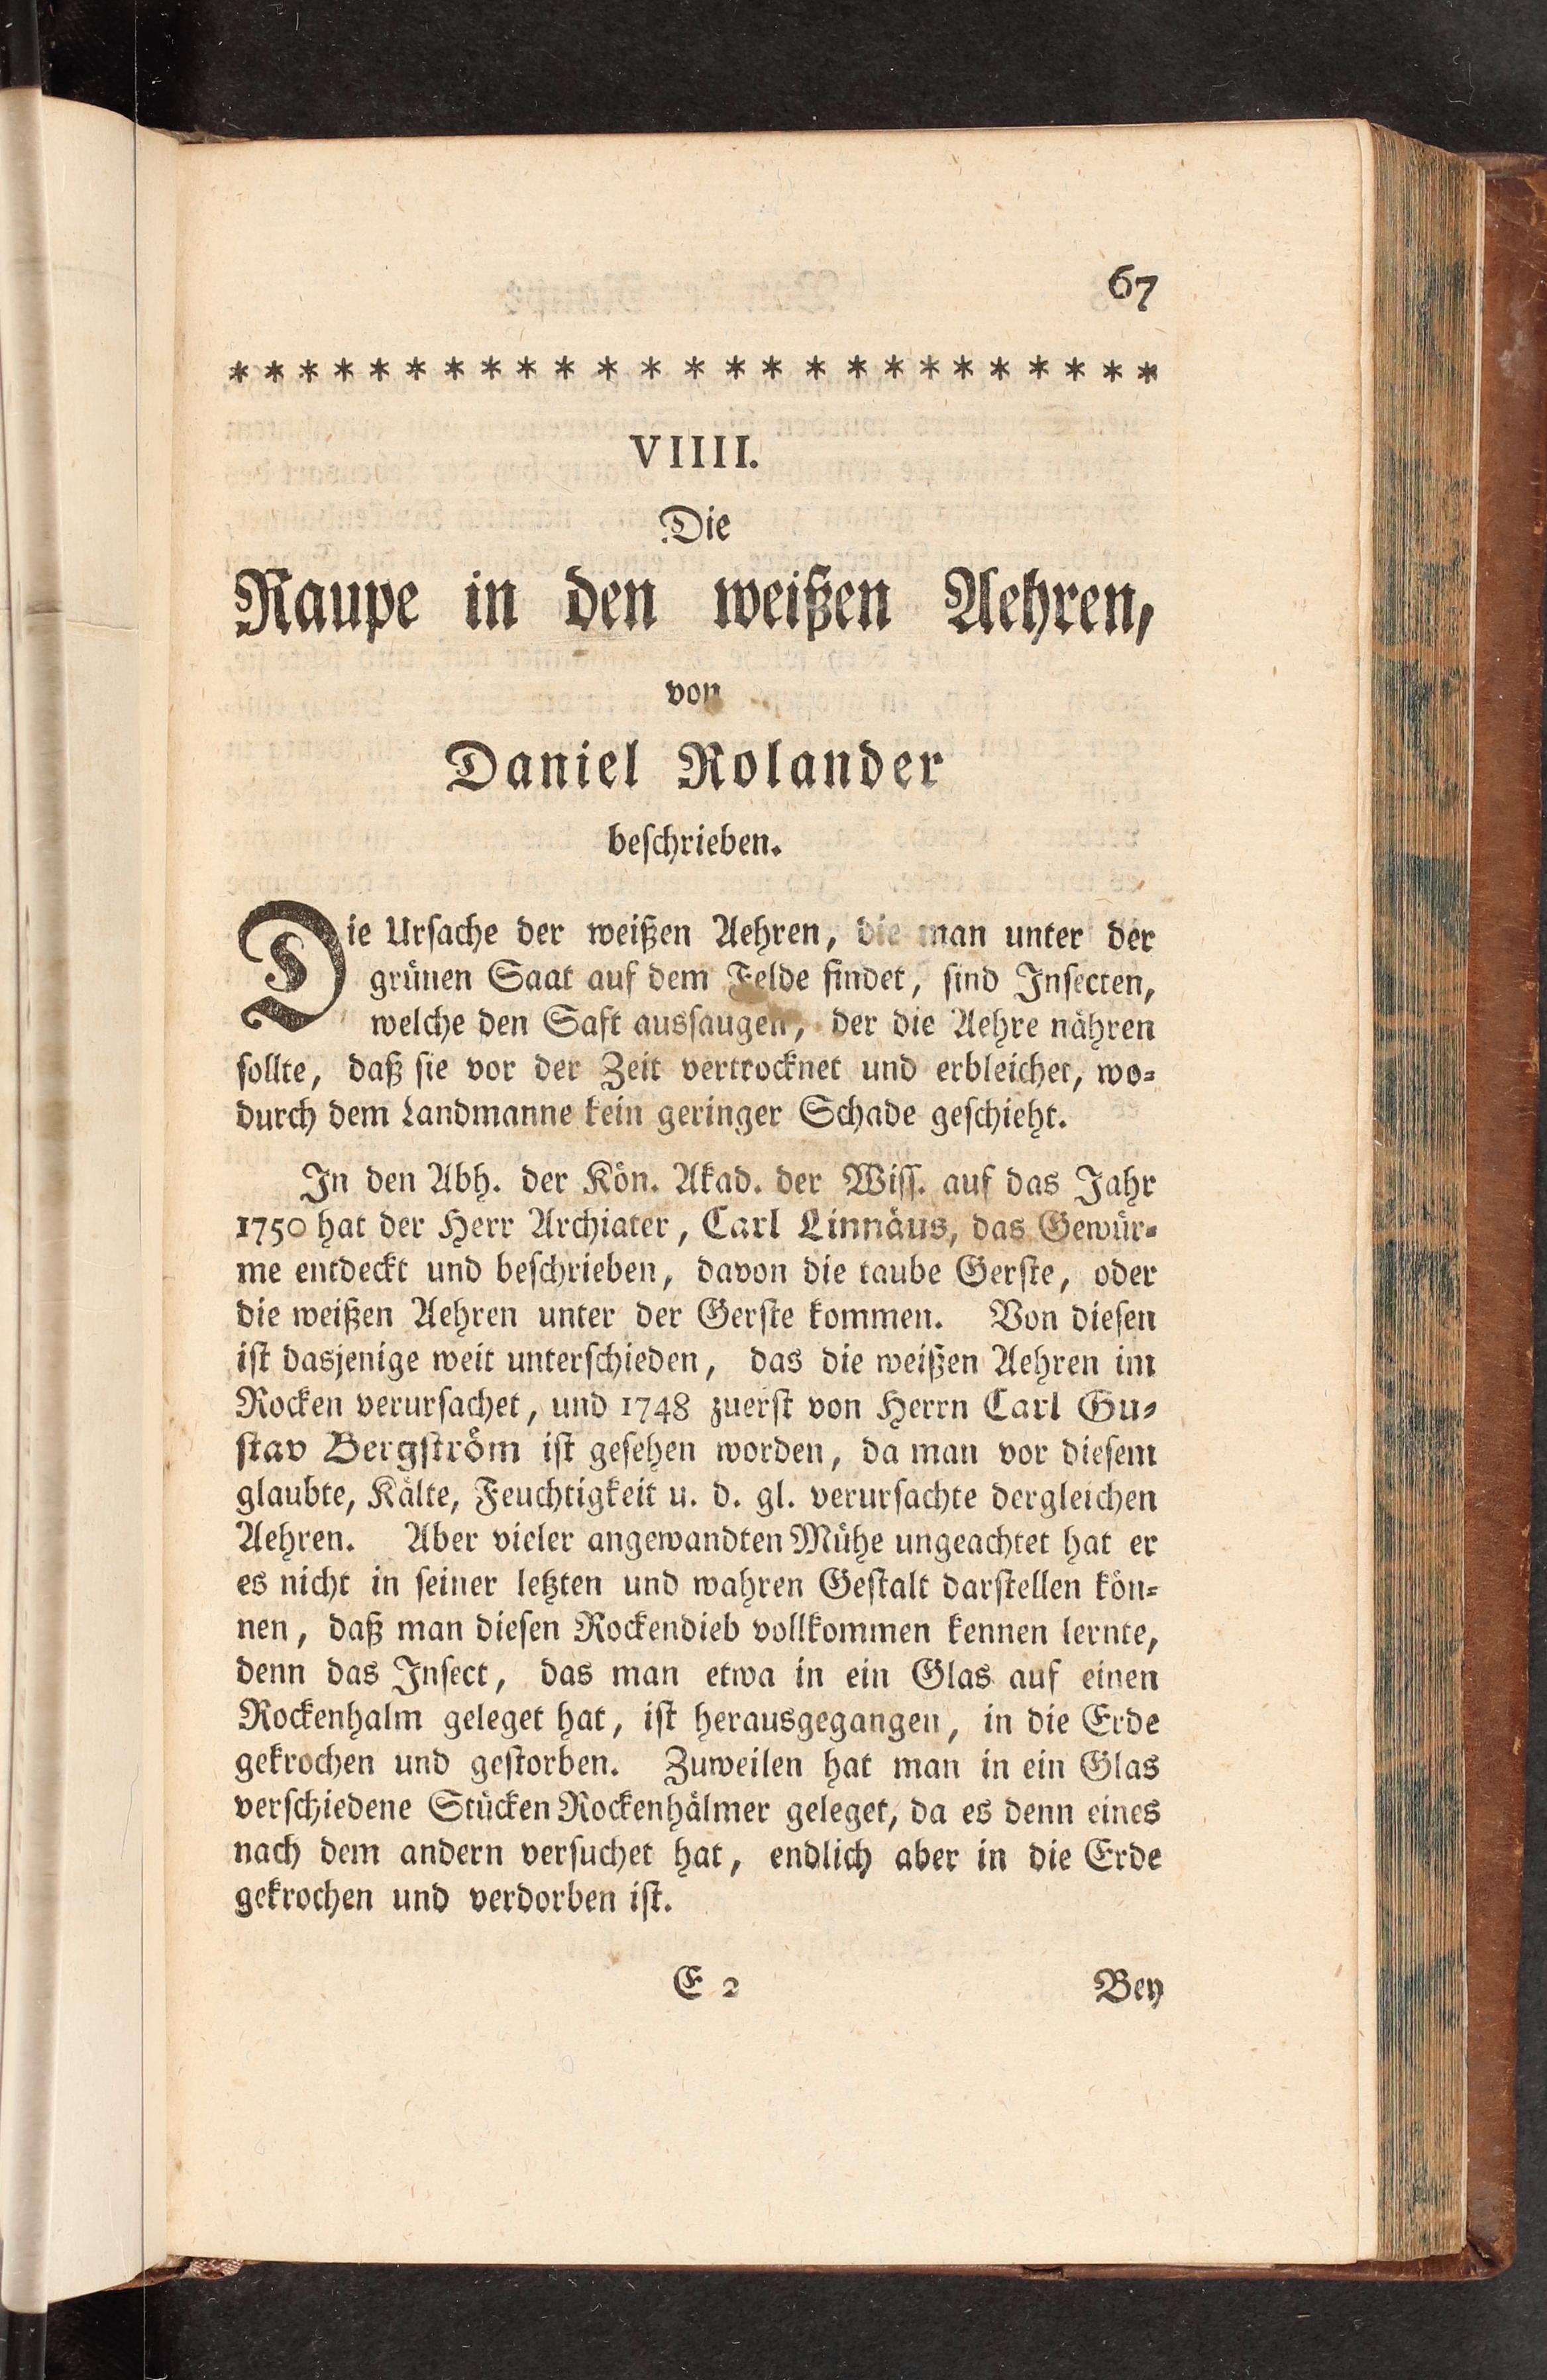 67
* * * * * * * * * * * * * * * * * * * * * * * * *
VIIII.
Die
Raupe in den weißen Aehren,
von
Daniel Rolander
beschrieben.
Die Ursache der weißen Aehren, die man unter der
grünen Saat auf dem Felde findet, sind Insecten,
welche den Saft aussaugen, der die Aehre nähren
sollte, daß sie vor der Zeit vertrocknet und erbleichet, wo-
durch dem Landmanne kein geringer Schade geschieht.
In den Abh. der Kön. Akad. der Wiss. auf das Jahr
1750 hat der Herr Archiater, Carl Linnäus, das Gewür-
me entdeckt und beschrieben, davon die taube Gerste, oder
die weißen Aehren unter der Gerste kommen. Von diesen
ist dasjenige weit unterschieden, das die weißen Aehren im
Rocken verursachet, und 1748 zuerst von Herrn Carl Gu-
stav Bergström ist gesehen worden, da man vor diesem
glaubte, Kälte, Feuchtigkeit u. d. gl. verursachte dergleichen
Aehren. Aber vieler angewandten Mühe ungeachtet hat er
es nicht in seiner letzten und wahren Gestalt darstellen kön-
nen, daß man diesen Rockendieb vollkommen kennen lernte,
denn das Insect, das man etwa in ein Glas auf einen
Rockenhalm geleget hat, ist herausgegangen, in die Erde
gekrochen und gestorben. Zuweilen hat man in ein Glas
verschiedene Stücken Rockenhälmer geleget, da es denn eines
nach dem andern versuchet hat, endlich aber in die Erde
gekrochen und verdorben ist.
E 2 Bey